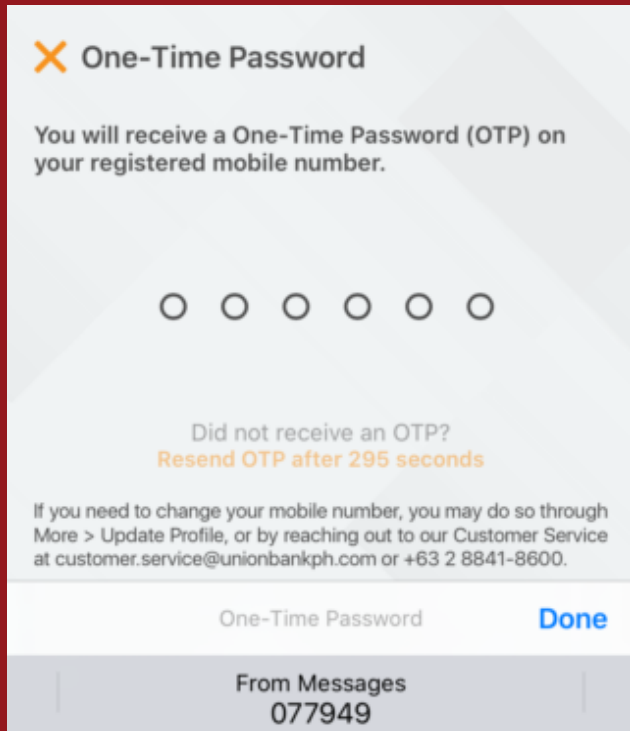 One-Time Password
You will receive a One-Time Password (OTP) on
your registered mobile number.
Did not receive an OTP?
Resend OTP after 295 seconds
If you need to change your mobile number, you may do so through
More > Update Profile, or by reaching out to our Customer Service
at customer.service@unionbankph.com or +63 2 8841-8600.
One-Time Password Done
From Messages
077949